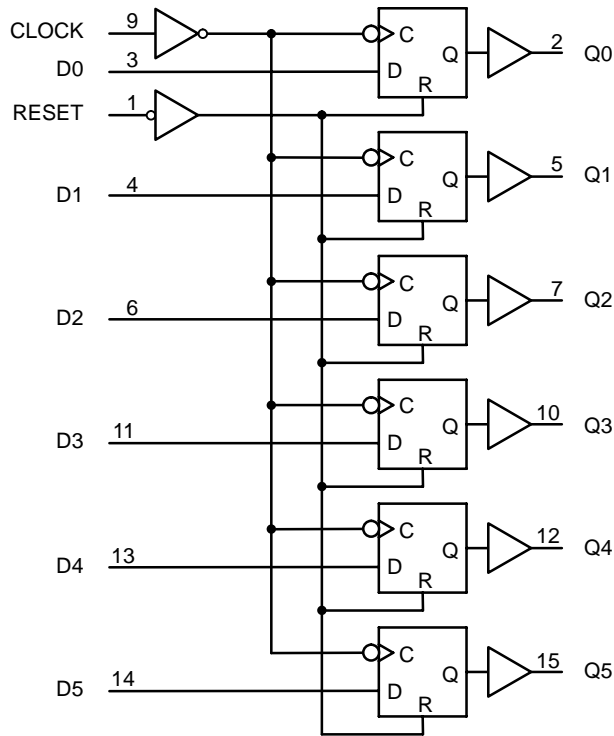 CLOCK 9 C Q 2 Q0
D0 3 D
RESET 1 R
C Q 5 Q1
D1 4 D
R
C Q 7 Q2
D2 6 D
R
C Q 10 Q3
D3 11 D
R
C Q 12 Q4
D4 13 D
R
C Q 15 Q5
D5 14 D
R